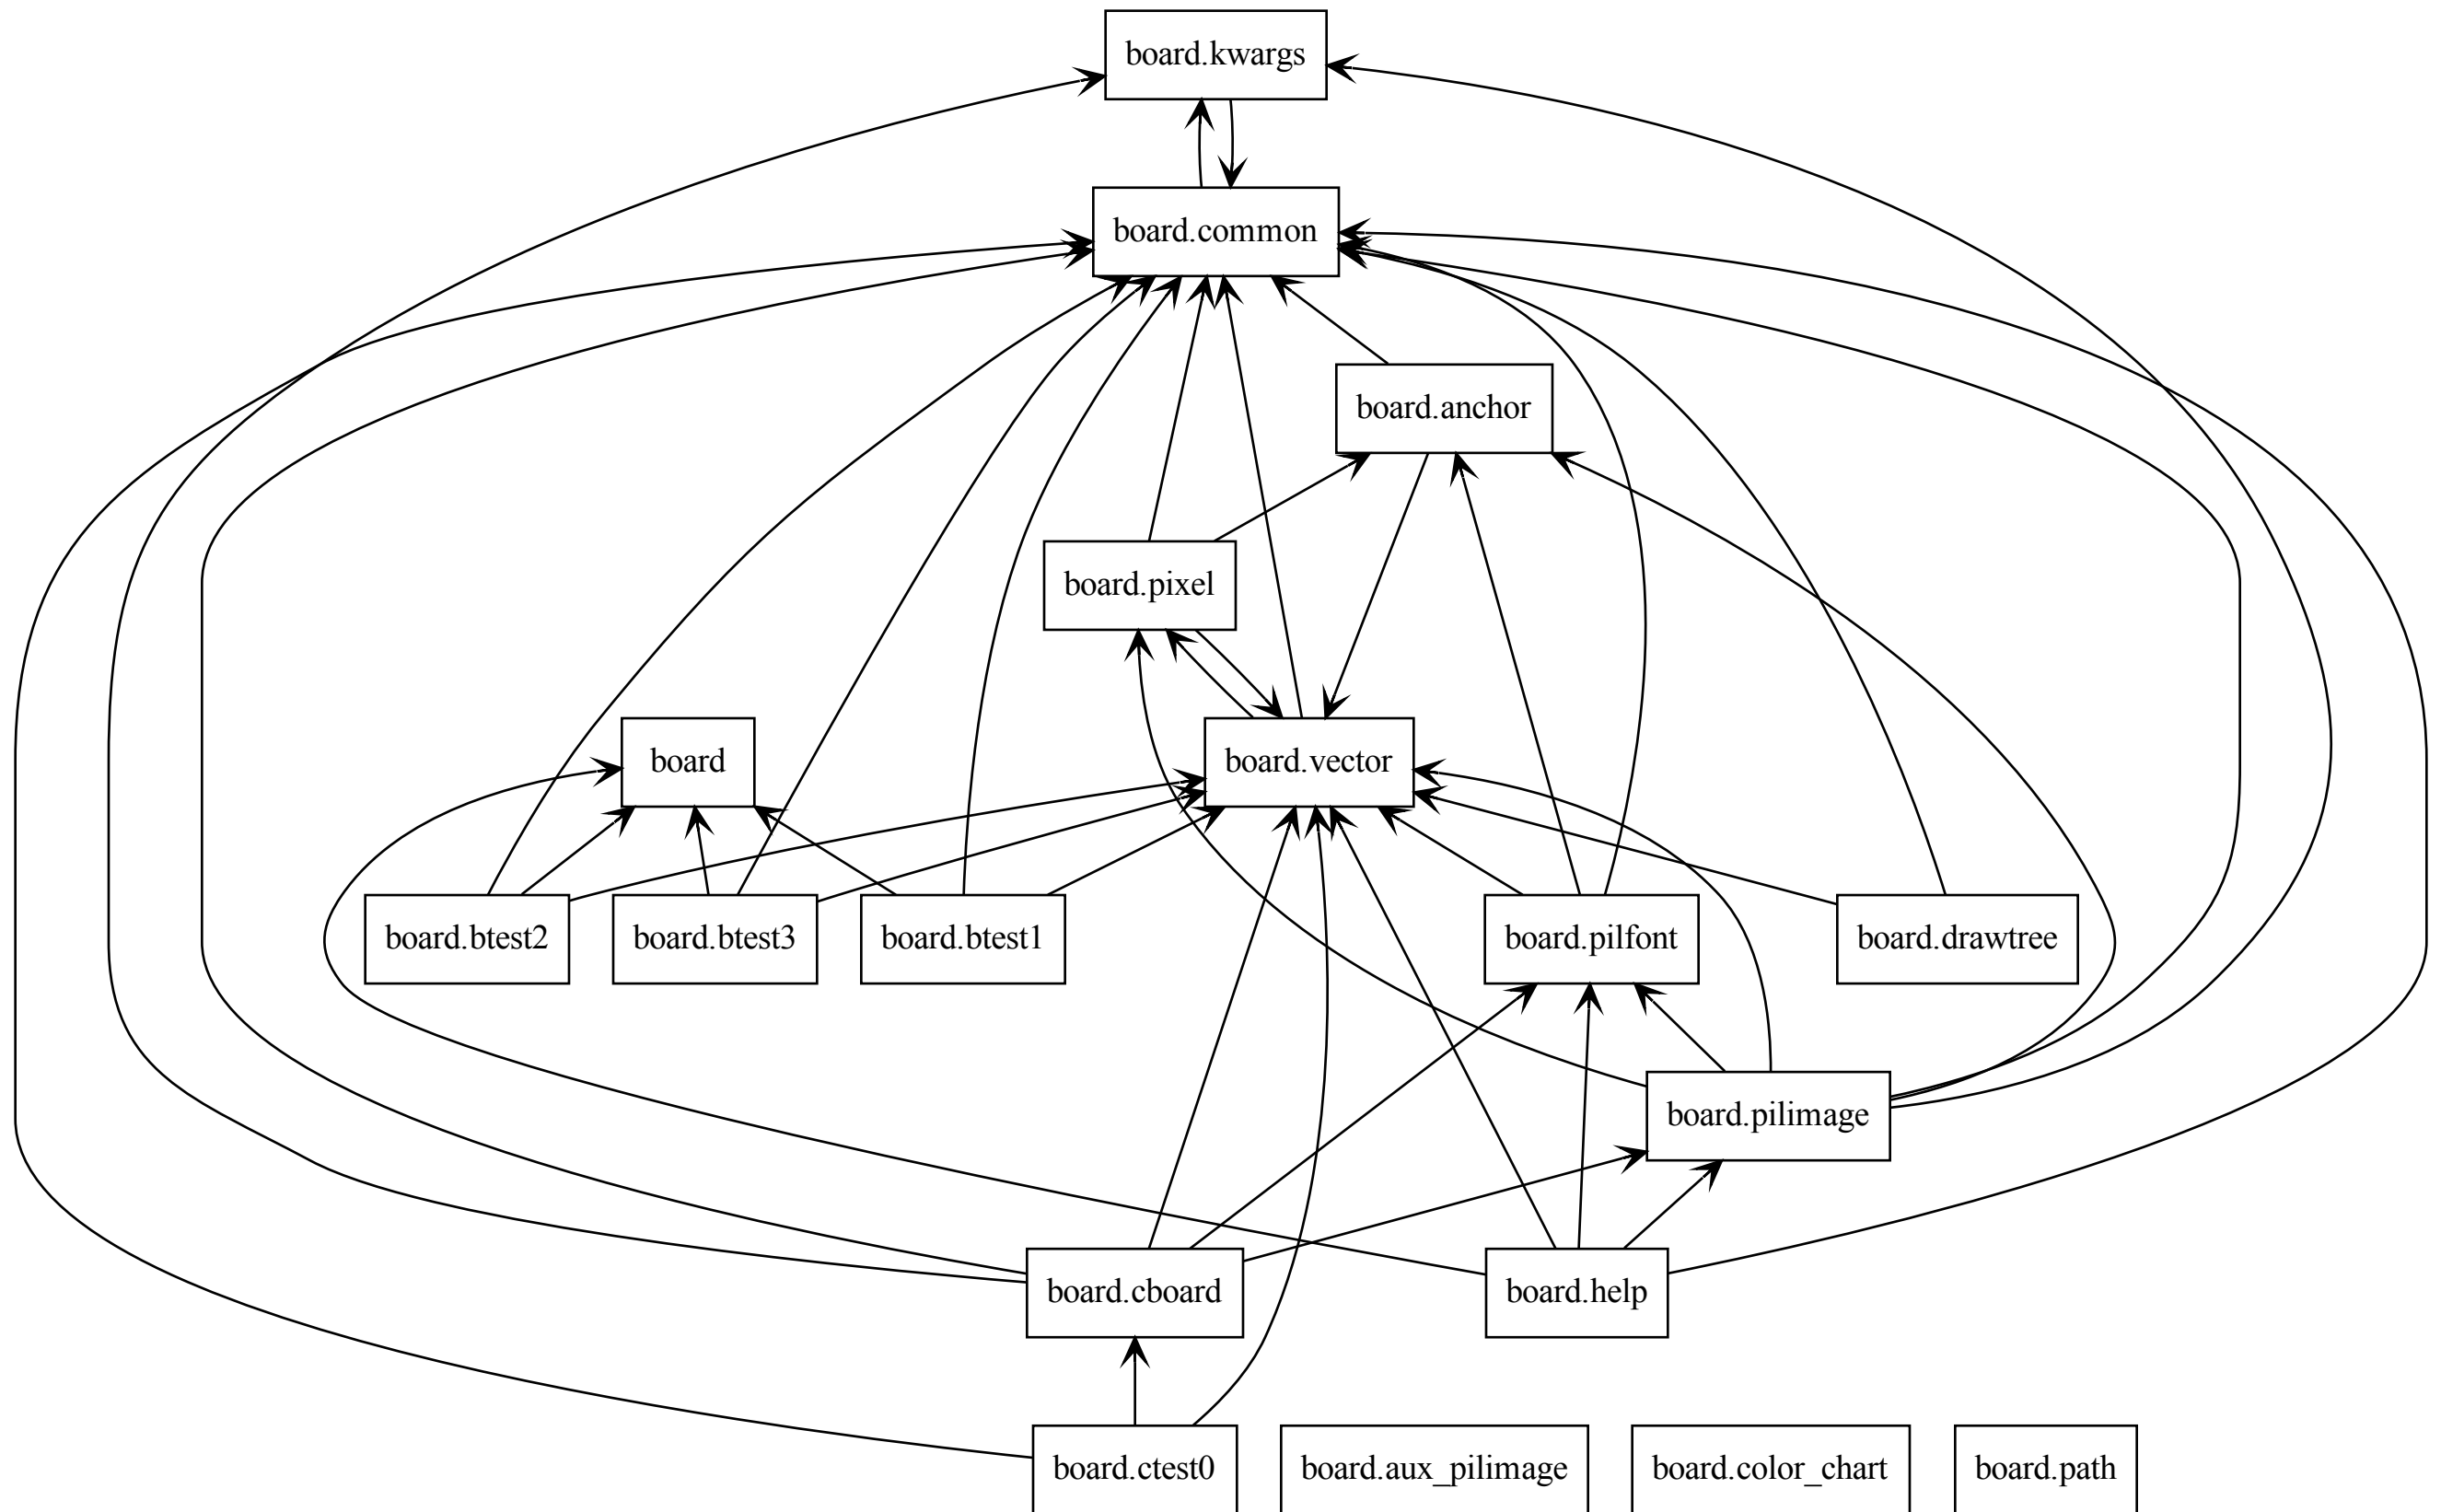 board.kwargs
board.common
board.anchor
board.pixel
board
board.vector
board.btest2
board.btest3
board.btest1
board.pilfont
board.drawtree
board.pilimage
board.cboard
board.help
board.ctest0
board.aux_pilimage
board.color_chart
board.path